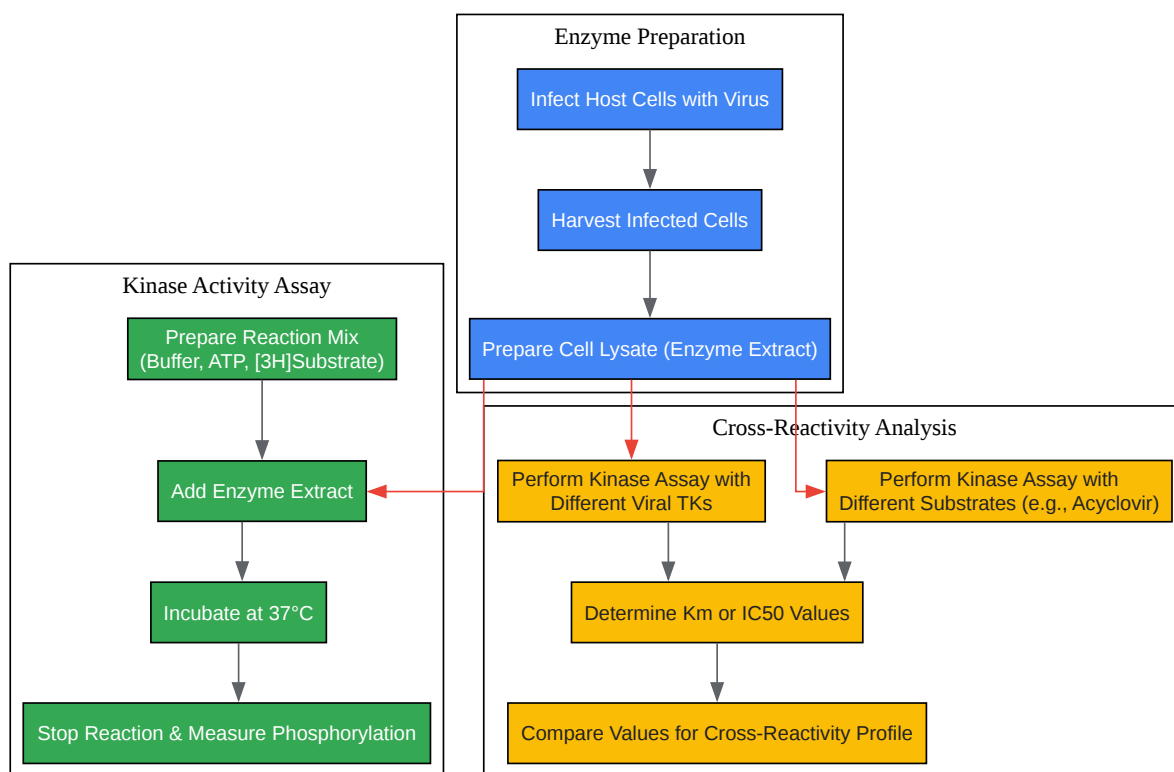 Enzyme Preparation
Infect Host Cells with Virus
Harvest Infected Cells
Prepare Cell Lysate (Enzyme Extract)
Kinase Activity Assay
Prepare Reaction Mix
(Buffer, ATP, [3H]Substrate)
Add Enzyme Extract
Incubate at 37°C
Stop Reaction & Measure Phosphorylation
Cross-Reactivity Analysis
Perform Kinase Assay with
Different Viral TKs
Perform Kinase Assay with
Different Substrates (e.g., Acyclovir)
Determine Km or IC50 Values
Compare Values for Cross-Reactivity Profile